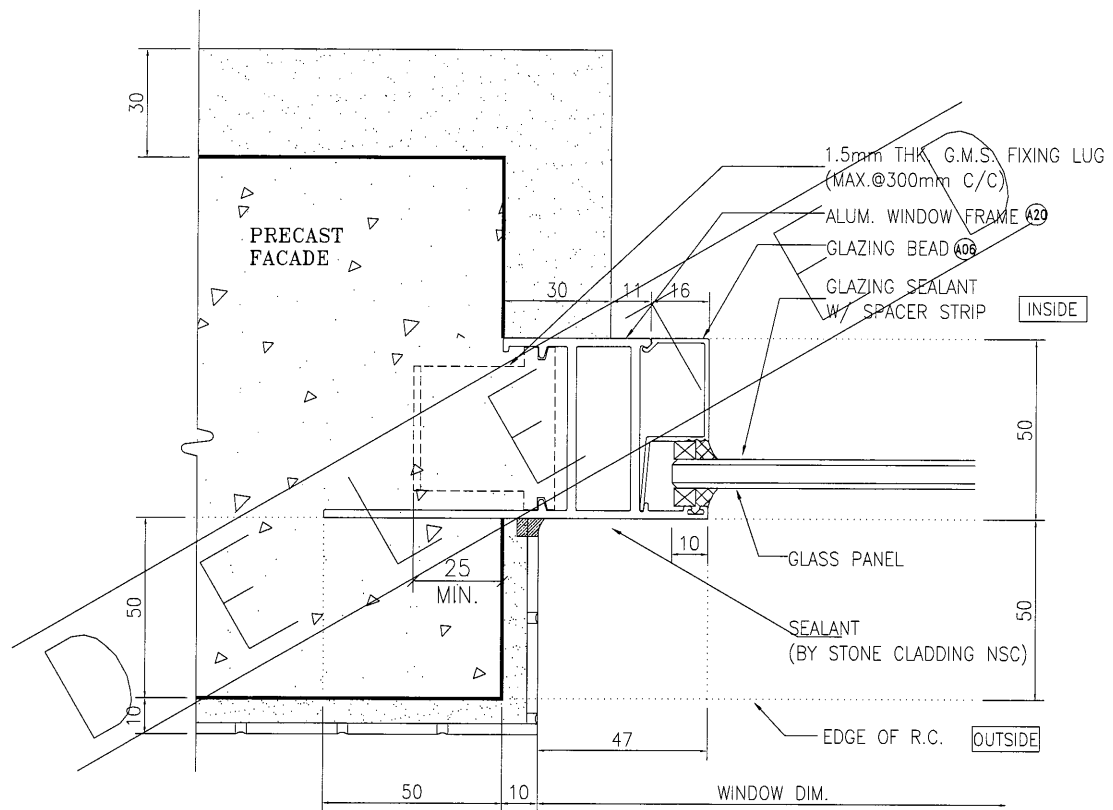 30
1.5mm THK. G.M.S. FIXING LUG
(MAX.@300mm C/C)
ALUM. WINDOW FRAME A20
GLAZING BEAD A06
GLAZING SEALANT
W/ SPACER STRIP
INSIDE
PRECAST
FACADE
30 11 16
50
10
GLASS PANEL
25
MIN.
50
50
SEALANT
(BY STONE CLADDING NSC)
10
47
EDGE OF R.C.
OUTSIDE
50 10 WINDOW DIM.
DELETED